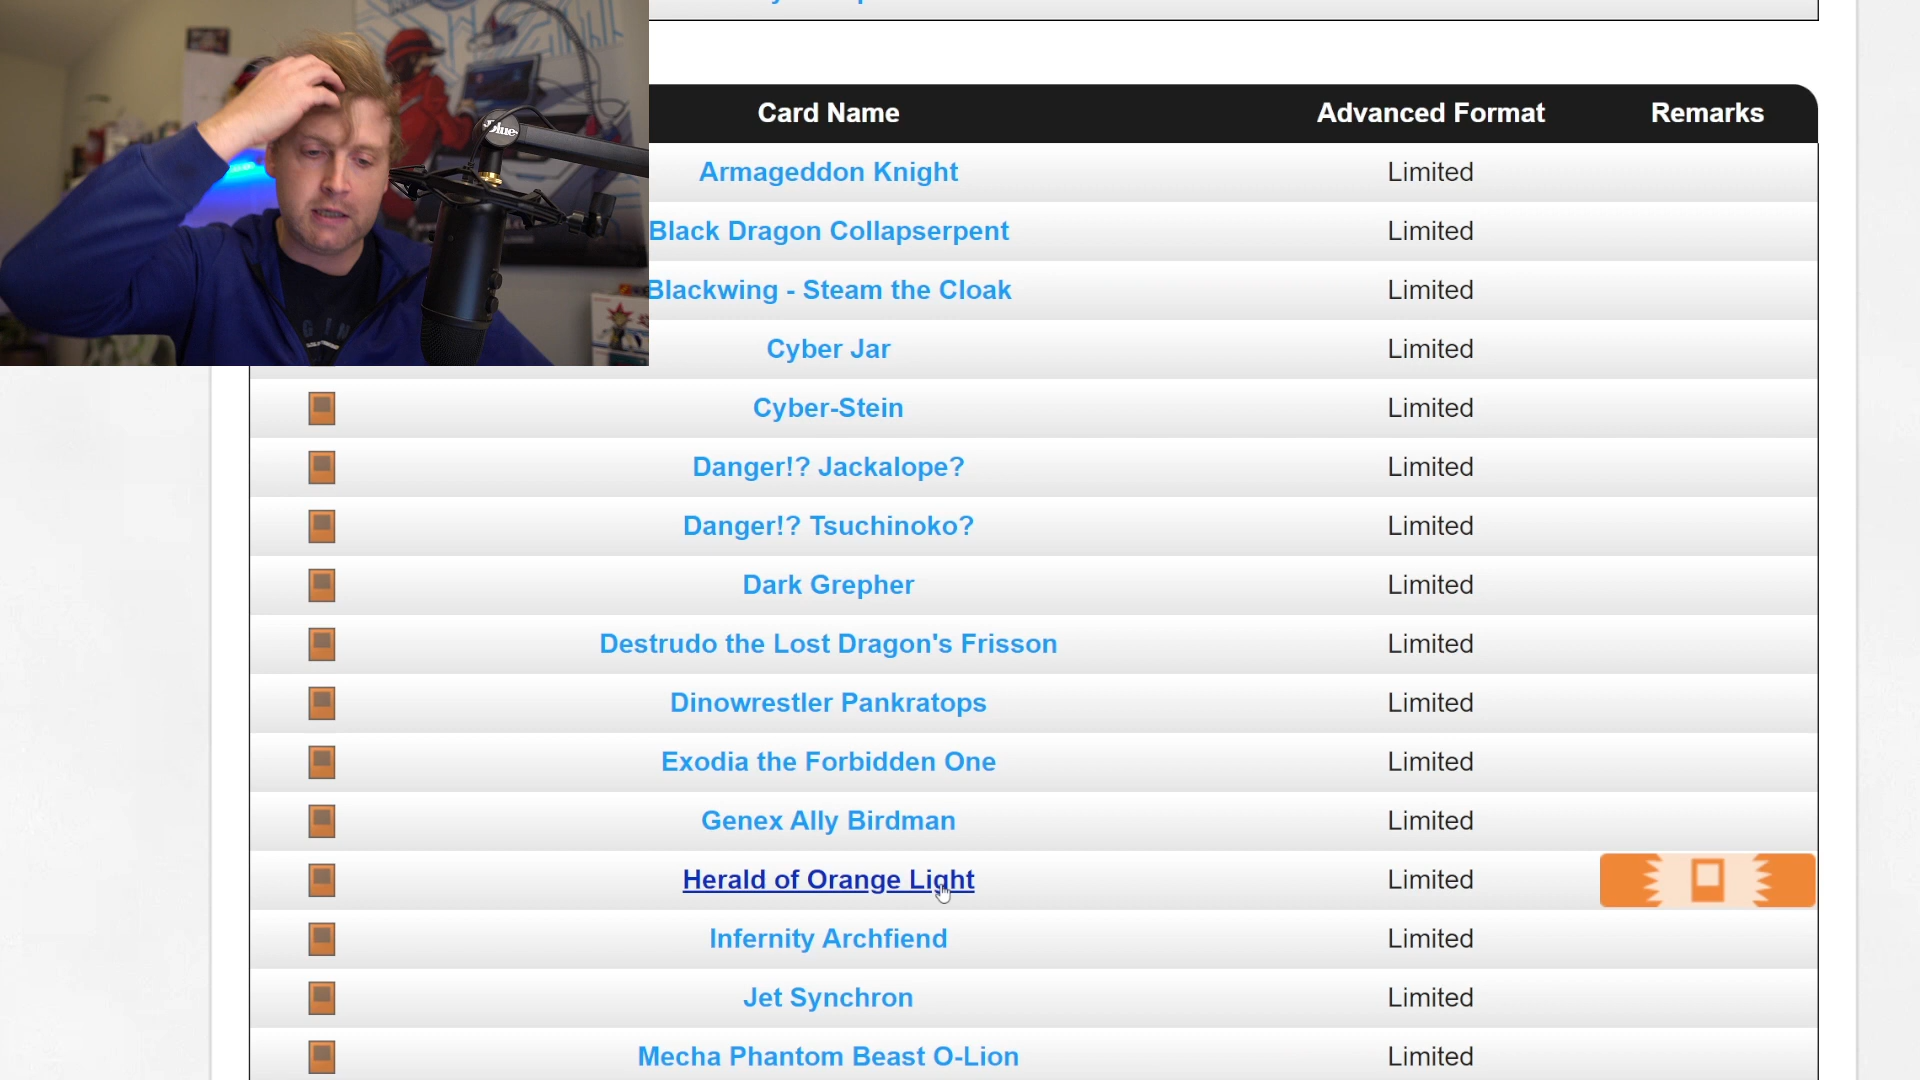 Card Name Advanced Format Remarks
Armageddon Knight Limited
Black Dragon Collapserpent Limited
Blackwing - Steam the Cloak Limited
Cyber Jar Limited
Cyber-Stein Limited
Danger!? Jackalope? Limited
Danger!? Tsuchinoko? Limited
Dark Grepher Limited
Destrudo the Lost Dragon's Frisson Limited
Dinowrestler Pankratops Limited
Exodia the Forbidden One Limited
Genex Ally Birdman Limited
Herald of Orange Light Limited
Infernity Archfiend Limited
Jet Synchron Limited
Mecha Phantom Beast O-Lion Limited
Blue